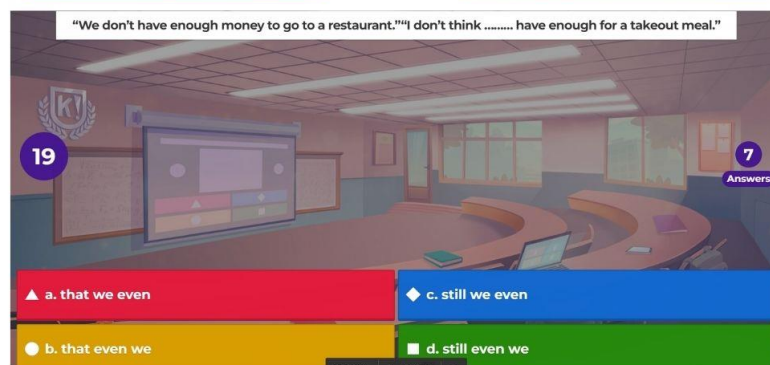 “We don’t have enough money to go to a restaurant.”“I don’t think ……... have enough for a takeout meal.”
K!
19
7
Answers
a. that we even
c. still we even
b. that even we
d. still even we